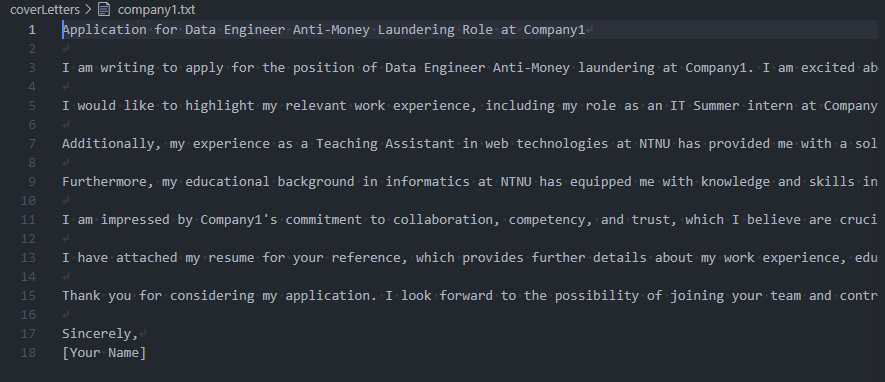 coverLetters > company1.txt
1 Application for Data Engineer Anti-Money Laundering Role at Company1
2
3 I am writing to apply for the position of Data Engineer Anti-Money laundering at Company1. I am excited ab
4
5 I would like to highlight my relevant work experience, including my role as an IT Summer intern at Company
6
7 Additionally, my experience as a Teaching Assistant in web technologies at NTNU has provided me with a sol
8
9 Furthermore, my educational background in informatics at NTNU has equipped me with knowledge and skills in
10
11 I am impressed by Company1's commitment to collaboration, competency, and trust, which I believe are cruci
12
13 I have attached my resume for your reference, which provides further details about my work experience, edu
14
15 Thank you for considering my application. I look forward to the possibility of joining your team and contr
16
17 Sincerely,
18 [Your Name]